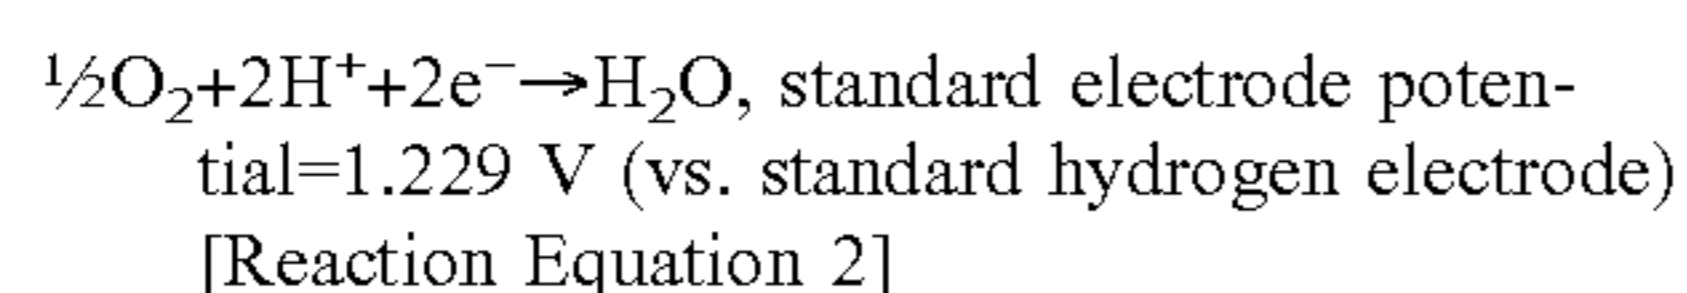 ½O₂+2H⁺+2e⁻→H₂O, standard electrode poten-
tial=1.229 V (vs. standard hydrogen electrode)
[Reaction Equation 2]